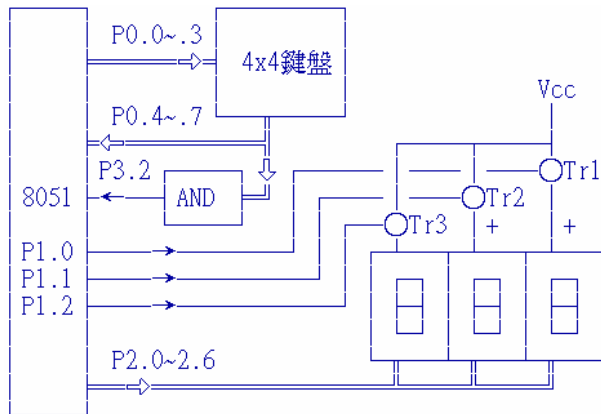 P0.0~.3
4x4鍵盤
Vcc
P0.4~.7
P3.2
8051
AND
Tr1
Tr2
Tr3
+
+
P1.0
P1.1
P1.2
P2.0~2.6